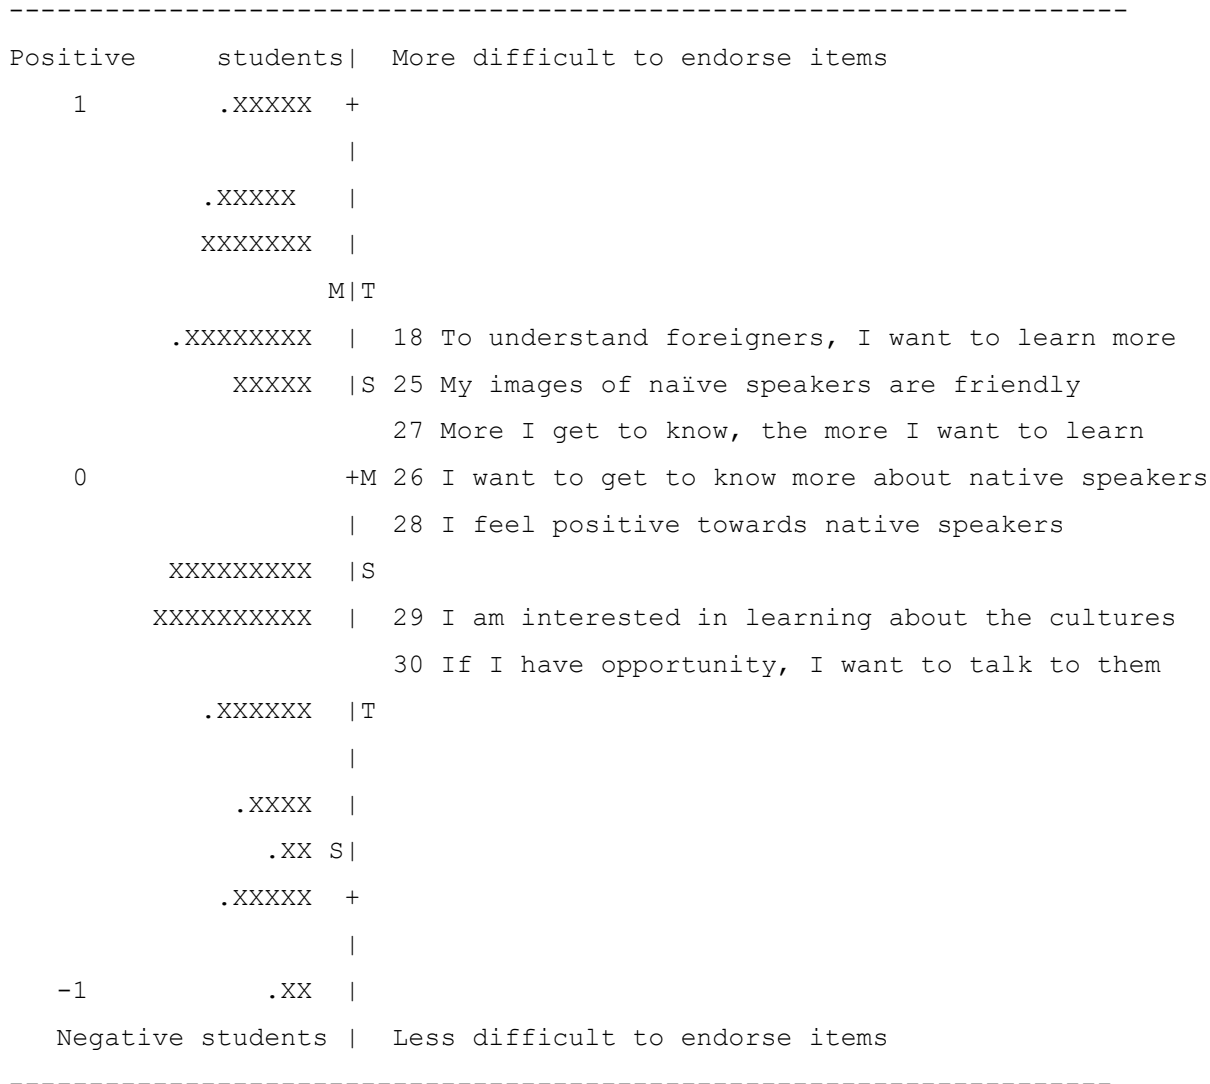 ----------------------------------------------------------------------
Positive     students|  More difficult to endorse items
    1        .XXXXX  +
                     |
            .XXXXX   |
            XXXXXXX  |
                    M|T
          .XXXXXXXX  |  18 To understand foreigners, I want to learn more
              XXXXX  |S 25 My images of naïve speakers are friendly
                        27 More I get to know, the more I want to learn
    0                +M 26 I want to get to know more about native speakers
                     |  28 I feel positive towards native speakers
          XXXXXXXXX  |S
         XXXXXXXXXX  |  29 I am interested in learning about the cultures
                        30 If I have opportunity, I want to talk to them
            .XXXXXX  |T
                     |
              .XXXX  |
                .XX S|
             .XXXXX  +
                     |
   -1           .XX  |
   Negative students |  Less difficult to endorse items
---------------------------------------------------------------------